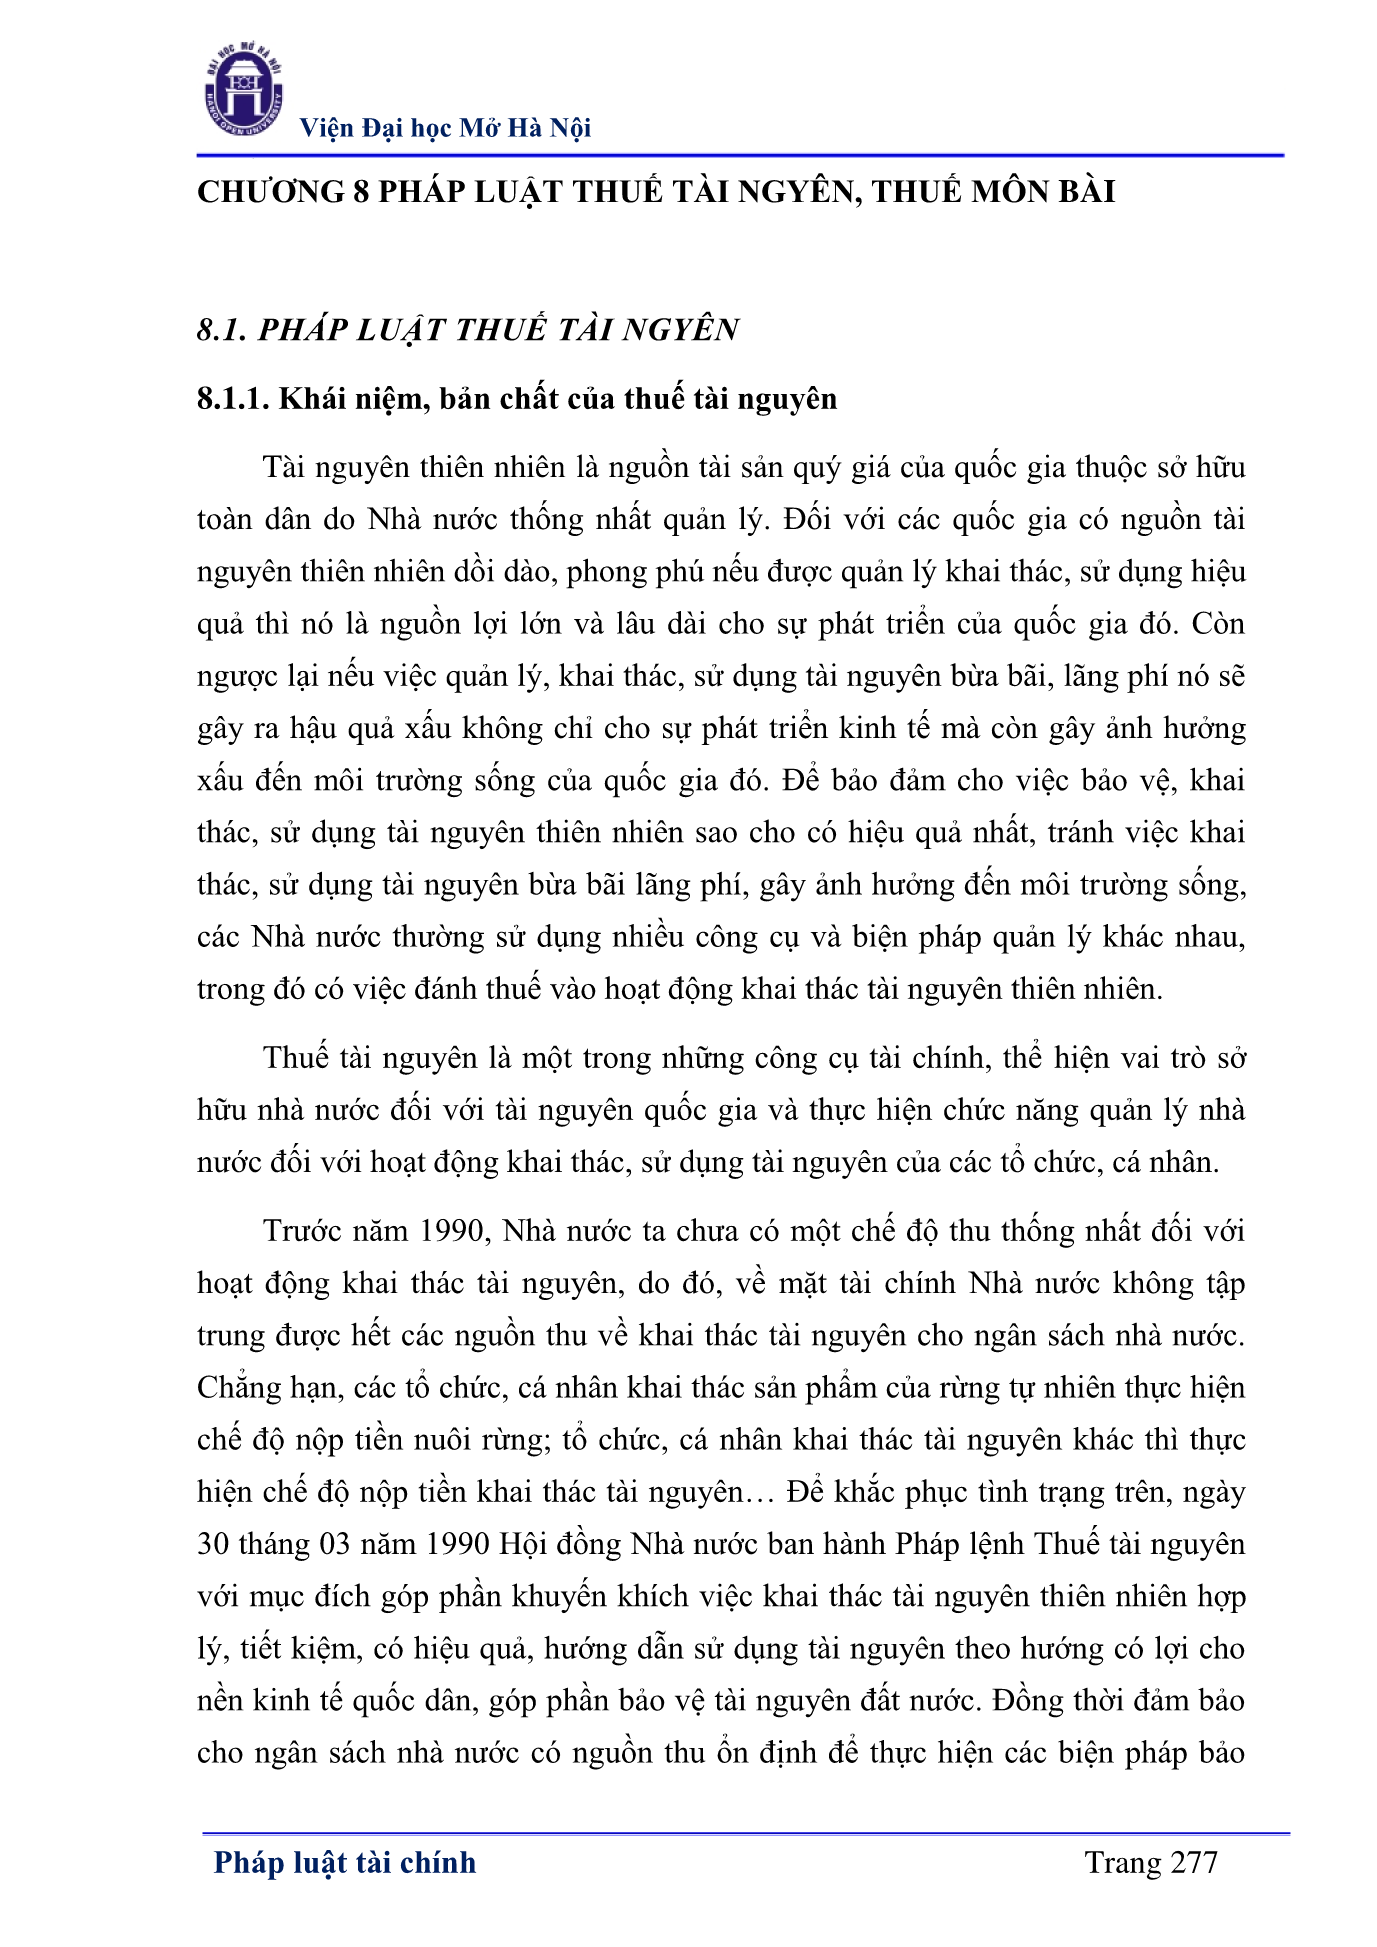 ĐẠI HỌC MỞ HÀ NỘI
HANOI OPEN UNIVERSITY
Viện Đại học Mở Hà Nội
CHƯƠNG 8 PHÁP LUẬT THUẾ TÀI NGYÊN, THUẾ MÔN BÀI
8.1. PHÁP LUẬT THUẾ TÀI NGYÊN
8.1.1. Khái niệm, bản chất của thuế tài nguyên
Tài nguyên thiên nhiên là nguồn tài sản quý giá của quốc gia thuộc sở hữu
toàn dân do Nhà nước thống nhất quản lý. Đối với các quốc gia có nguồn tài
nguyên thiên nhiên dồi dào, phong phú nếu được quản lý khai thác, sử dụng hiệu
quả thì nó là nguồn lợi lớn và lâu dài cho sự phát triển của quốc gia đó. Còn
ngược lại nếu việc quản lý, khai thác, sử dụng tài nguyên bừa bãi, lãng phí nó sẽ
gây ra hậu quả xấu không chỉ cho sự phát triển kinh tế mà còn gây ảnh hưởng
xấu đến môi trường sống của quốc gia đó. Để bảo đảm cho việc bảo vệ, khai
thác, sử dụng tài nguyên thiên nhiên sao cho có hiệu quả nhất, tránh việc khai
thác, sử dụng tài nguyên bừa bãi lãng phí, gây ảnh hưởng đến môi trường sống,
các Nhà nước thường sử dụng nhiều công cụ và biện pháp quản lý khác nhau,
trong đó có việc đánh thuế vào hoạt động khai thác tài nguyên thiên nhiên.
Thuế tài nguyên là một trong những công cụ tài chính, thể hiện vai trò sở
hữu nhà nước đối với tài nguyên quốc gia và thực hiện chức năng quản lý nhà
nước đối với hoạt động khai thác, sử dụng tài nguyên của các tổ chức, cá nhân.
Trước năm 1990, Nhà nước ta chưa có một chế độ thu thống nhất đối với
hoạt động khai thác tài nguyên, do đó, về mặt tài chính Nhà nước không tập
trung được hết các nguồn thu về khai thác tài nguyên cho ngân sách nhà nước.
Chẳng hạn, các tổ chức, cá nhân khai thác sản phẩm của rừng tự nhiên thực hiện
chế độ nộp tiền nuôi rừng; tổ chức, cá nhân khai thác tài nguyên khác thì thực
hiện chế độ nộp tiền khai thác tài nguyên… Để khắc phục tình trạng trên, ngày
30 tháng 03 năm 1990 Hội đồng Nhà nước ban hành Pháp lệnh Thuế tài nguyên
với mục đích góp phần khuyến khích việc khai thác tài nguyên thiên nhiên hợp
lý, tiết kiệm, có hiệu quả, hướng dẫn sử dụng tài nguyên theo hướng có lợi cho
nền kinh tế quốc dân, góp phần bảo vệ tài nguyên đất nước. Đồng thời đảm bảo
cho ngân sách nhà nước có nguồn thu ổn định để thực hiện các biện pháp bảo
Pháp luật tài chính
Trang 277